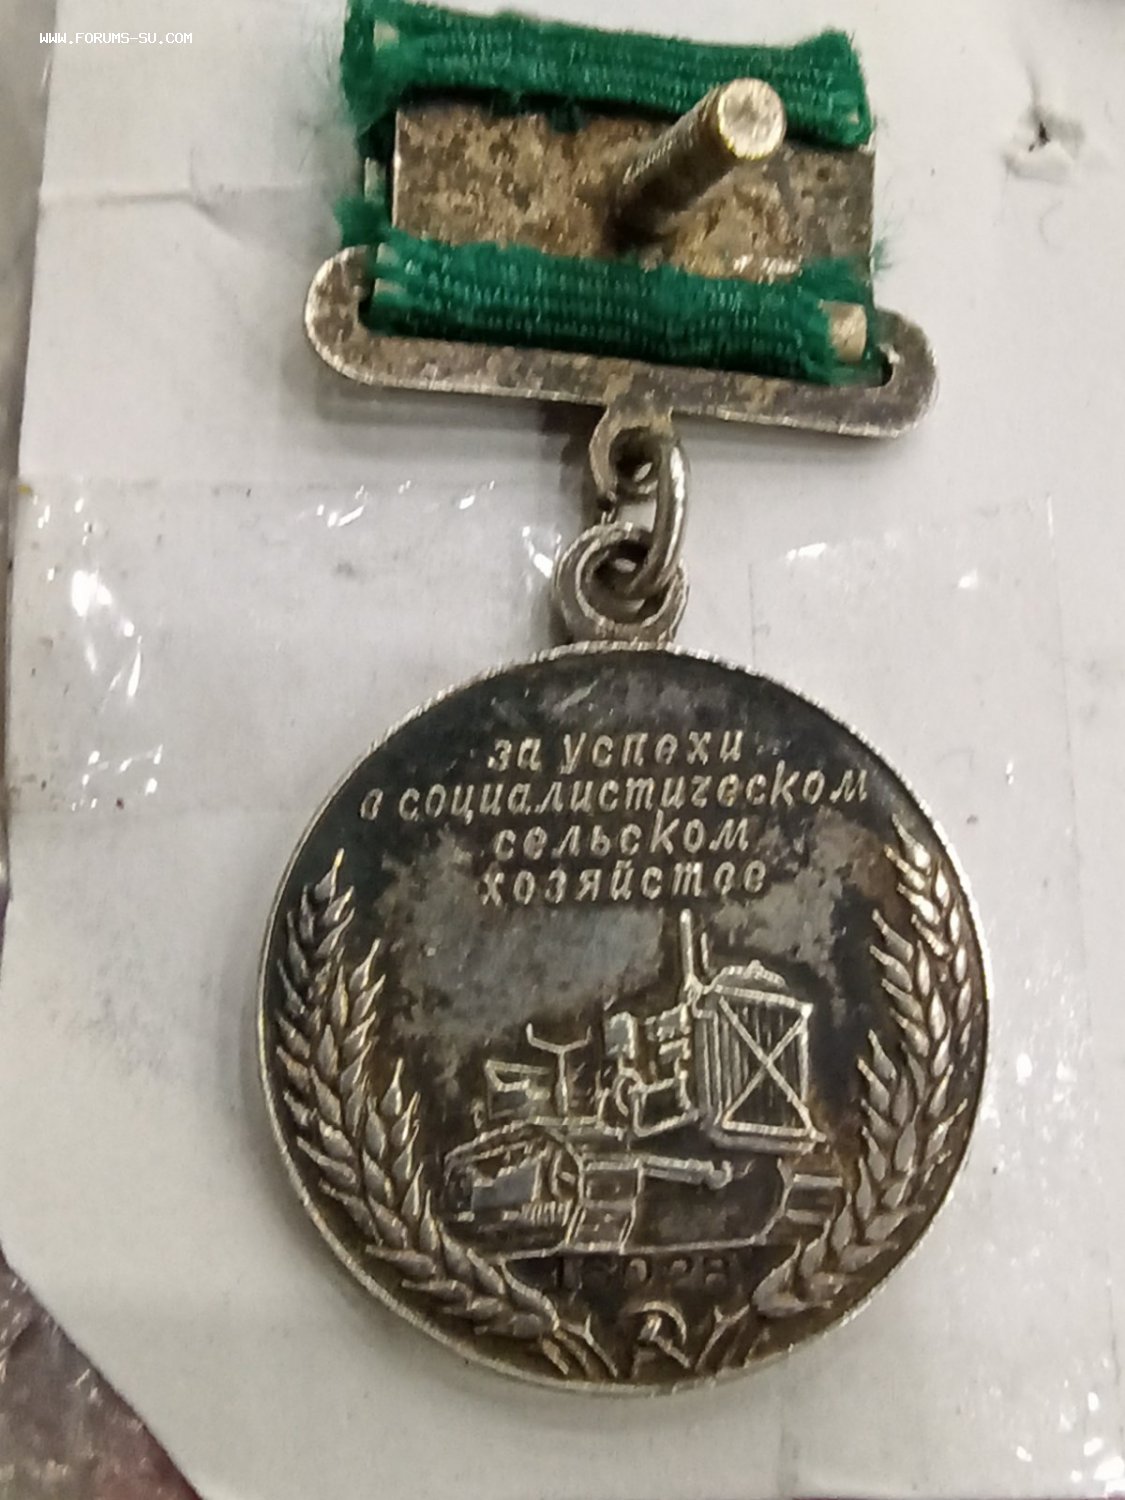 WWW.FORUMS-SU.COM
за успехи
в социалистическом
сельском
хозяйстве